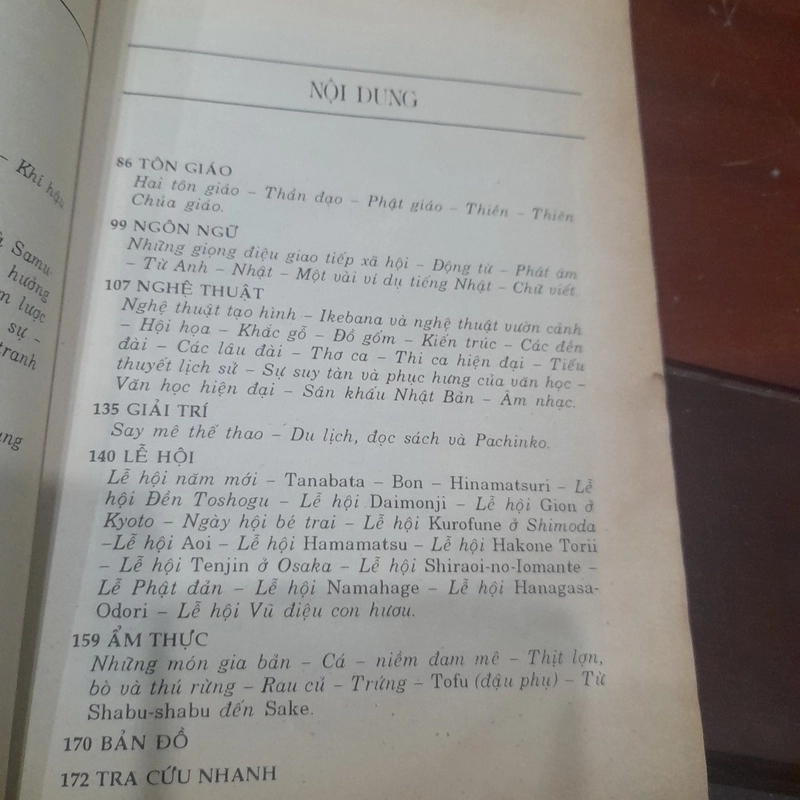 – Khí hậu
Samu-
hưởng
lược
sự –
tranh
NỘI DUNG
86 TÔN GIÁO
Hai tôn giáo – Thần đạo – Phật giáo – Thiền – Thiên
Chúa giáo.
99 NGÔN NGỮ
Những giọng điệu giao tiếp xã hội – Động từ – Phát âm
– Từ Anh – Nhật – Một vài ví dụ tiếng Nhật – Chữ viết.
107 NGHỆ THUẬT
Nghệ thuật tạo hình – Ikebana và nghệ thuật vườn cảnh
– Hội họa – Khắc gỗ – Đồ gốm – Kiến trúc – Các đền
đài – Các lâu đài – Thơ ca – Thi ca hiện đại – Tiểu
thuyết lịch sử – Sự suy tàn và phục hưng của văn học –
Văn học hiện đại – Sân khấu Nhật Bản – Âm nhạc.
135 GIẢI TRÍ
Say mê thể thao – Du lịch, đọc sách và Pachinko.
140 LỄ HỘI
Lễ hội năm mới – Tanabata – Bon – Hinamatsuri – Lễ
hội Đền Toshogu – Lễ hội Daimonji – Lễ hội Gion ở
Kyoto – Ngày hội bé trai – Lễ hội Kurofune ở Shimoda
–Lễ hội Aoi – Lễ hội Hamamatsu – Lễ hội Hakone Torii
– Lễ hội Tenjin ở Osaka – Lễ hội Shiraoi-no-Iomante –
Lễ Phật đản – Lễ hội Namahage – Lễ hội Hanagasa-
Odori – Lễ hội Vũ điệu con hươu.
159 ẨM THỰC
Những món gia bản – Cá – niềm đam mê – Thịt lợn,
bò và thú rừng – Rau củ – Trứng – Tofu (đậu phụ) – Từ
Shabu-shabu đến Sake.
170 BẢN ĐỒ
172 TRA CỨU NHANH